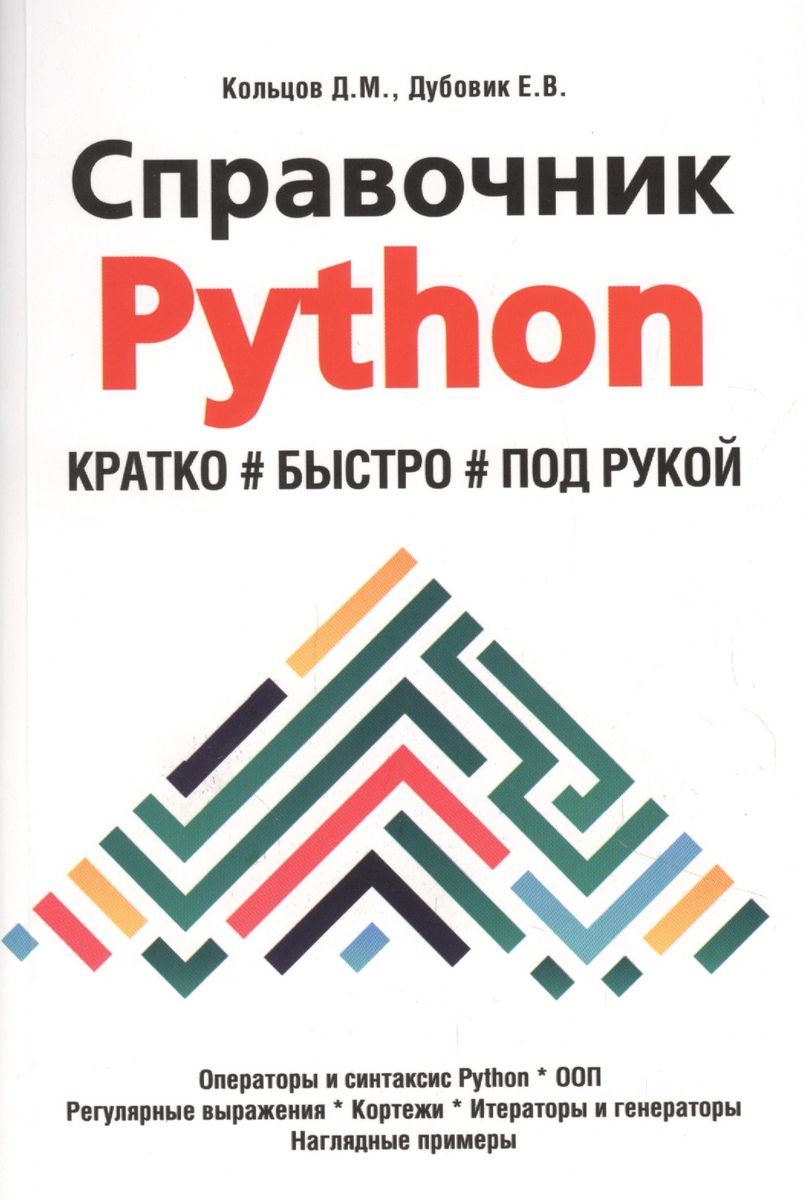 Кольцов Д.М., Дубовик Е.В.
Справочник
Python
КРАТКО # БЫСТРО # ПОД РУКОЙ
Операторы и синтаксис Python * ООП
Регулярные выражения * Кортежи * Итераторы и генераторы
Наглядные примеры